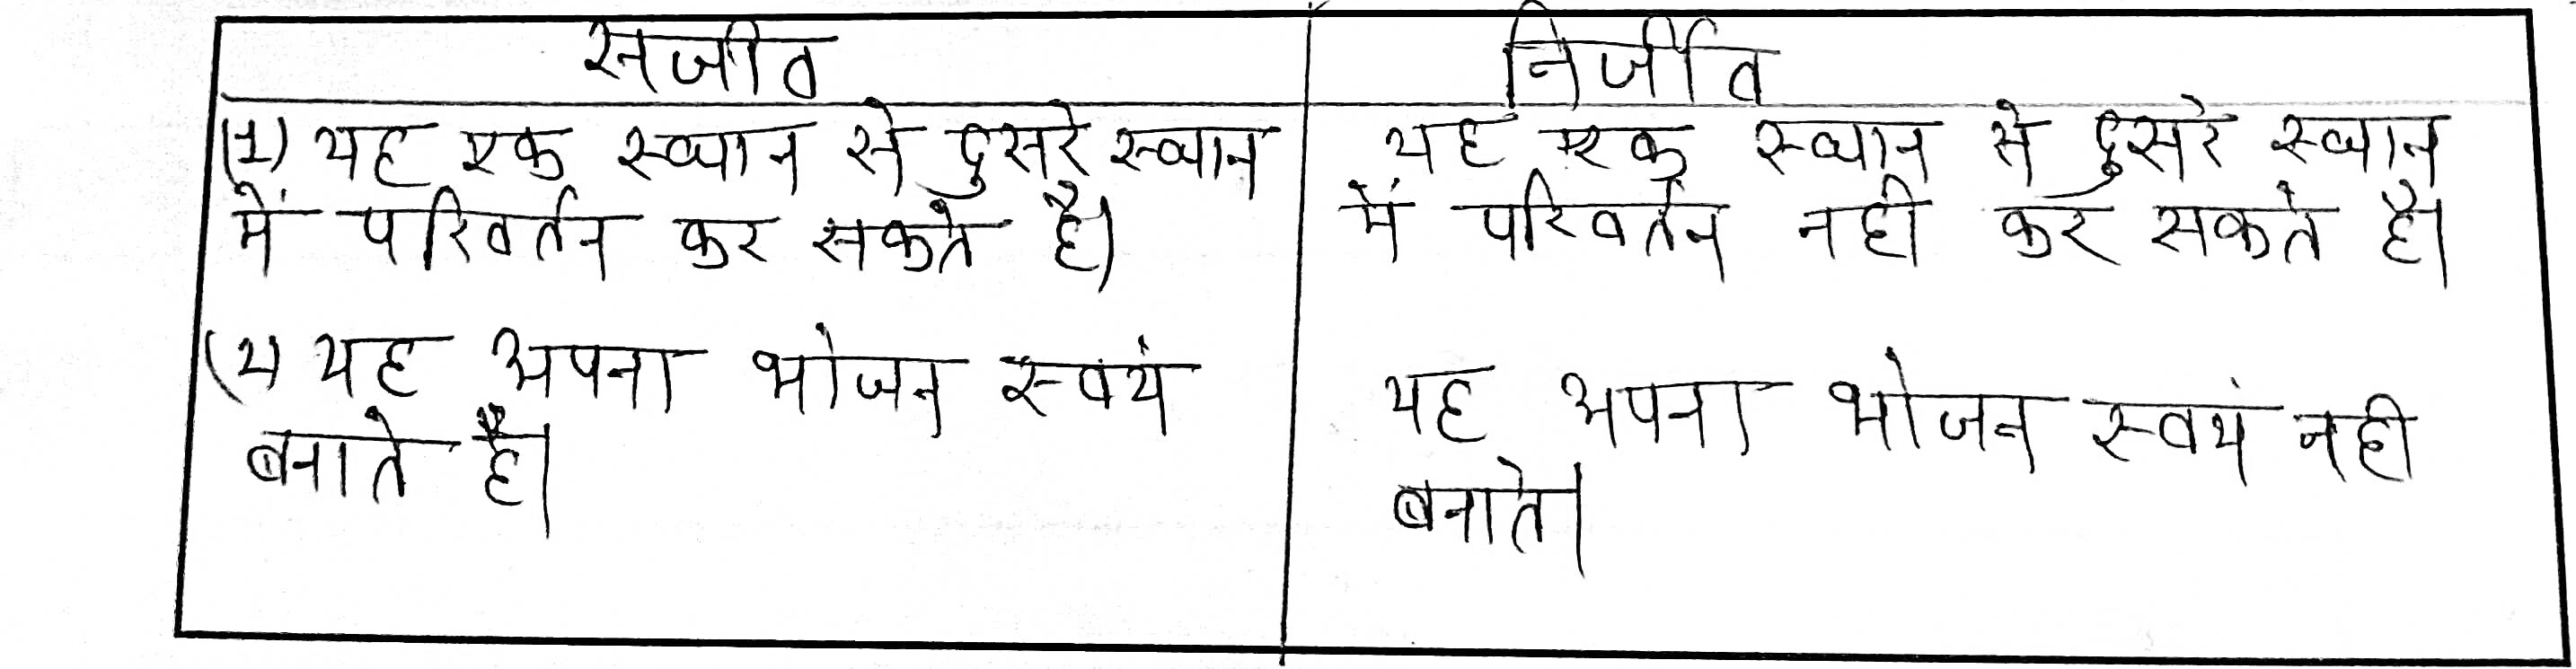 सजीव
निर्जीव
(1) यह एक स्थान से दुसरे स्थान
में परिवर्तन कर सकते है।
(2) यह अपना भोजन स्वयं
बनाते है।
यह एक स्थान से दुसरे स्थान
में परिवर्तन नही कर सकते है।
यह अपना भोजन स्वयं नही
बनाते।